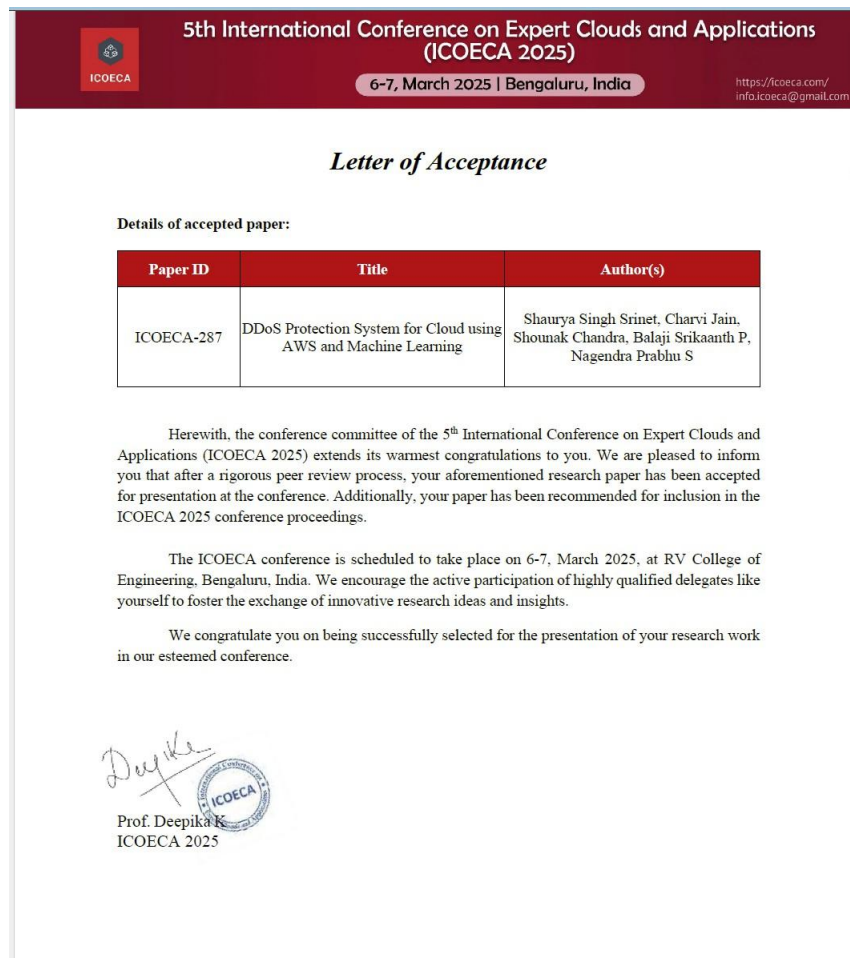 5th International Conference on Expert Clouds and Applications
(ICOECA 2025)
ICOECA
6-7, March 2025 | Bengaluru, India
https://icoeca.com/
info.icoeca@gmail.com
Letter of Acceptance
Details of accepted paper:
Paper ID Title Author(s)
ICOECA-287
DDoS Protection System for Cloud using
AWS and Machine Learning
Shaurya Singh Srinet, Charvi Jain,
Shounak Chandra, Balaji Srikaanth P,
Nagendra Prabhu S
Herewith, the conference committee of the 5th International Conference on Expert Clouds and
Applications (ICOECA 2025) extends its warmest congratulations to you. We are pleased to inform
you that after a rigorous peer review process, your aforementioned research paper has been accepted
for presentation at the conference. Additionally, your paper has been recommended for inclusion in the
ICOECA 2025 conference proceedings.
The ICOECA conference is scheduled to take place on 6-7, March 2025, at RV College of
Engineering, Bengaluru, India. We encourage the active participation of highly qualified delegates like
yourself to foster the exchange of innovative research ideas and insights.
We congratulate you on being successfully selected for the presentation of your research work
in our esteemed conference.
ICOECA
International Conference on
Prof. Deepika K
ICOECA 2025